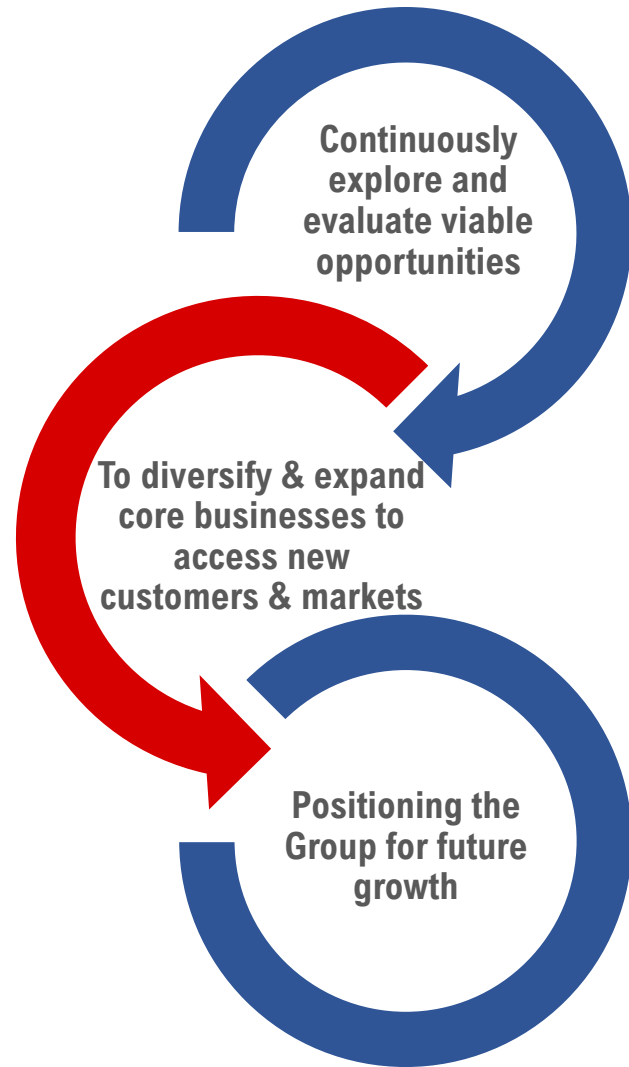 Continuously
explore and
evaluate viable
opportunities
To diversify & expand
core businesses to
access new
customers & markets
Positioning the
Group for future
growth